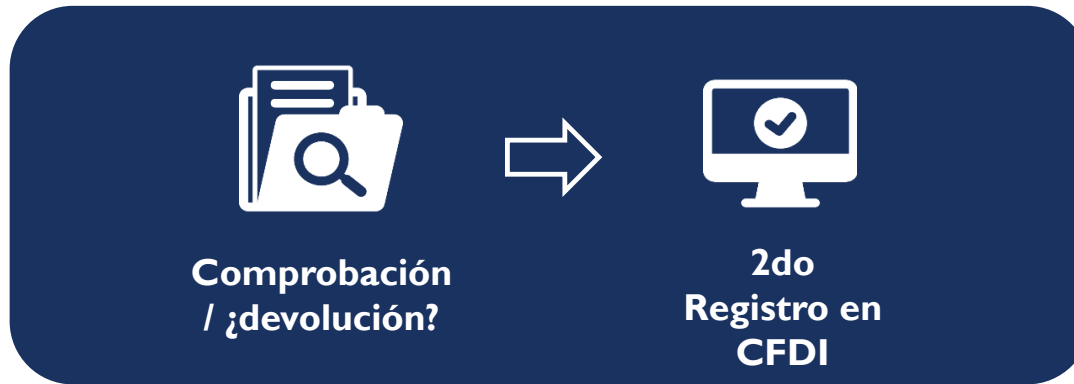 Comprobación
/ ¿devolución?
2do
Registro en
CFDI